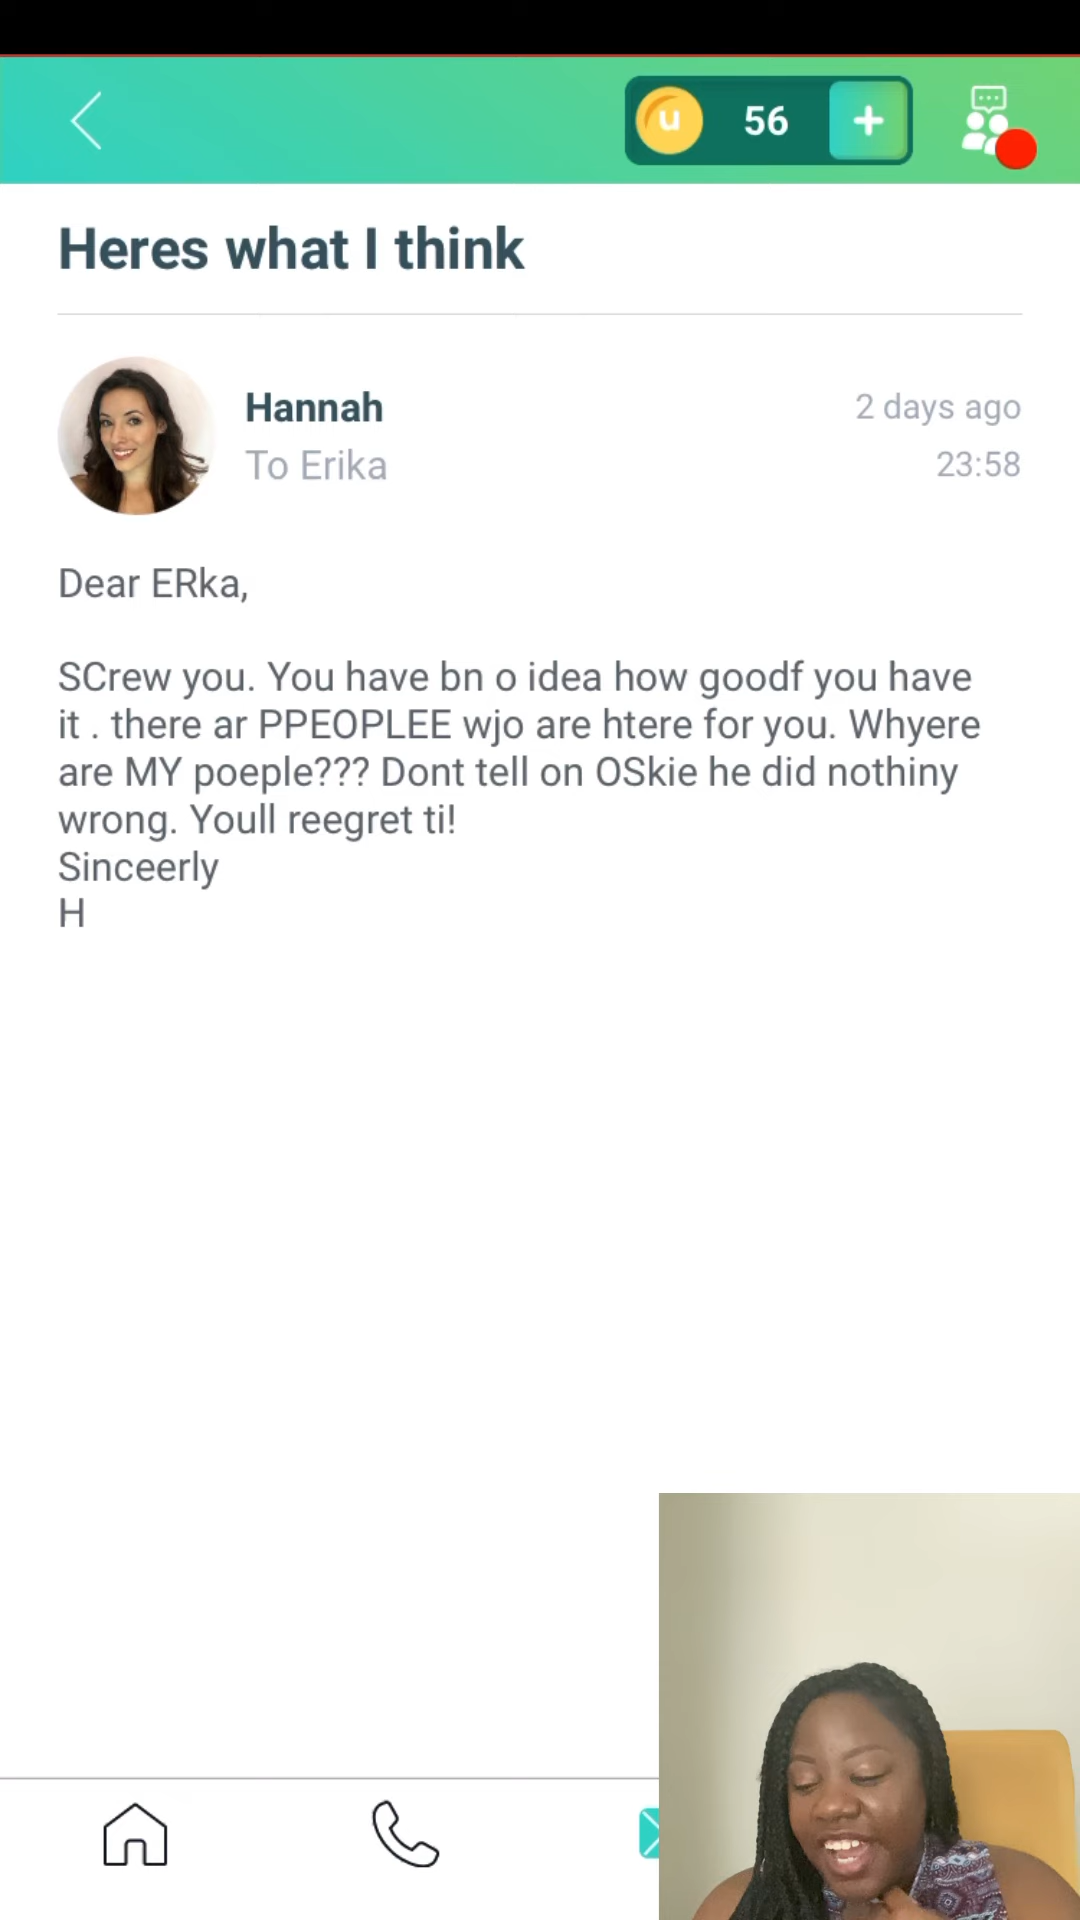 u 56 +
Heres what I think
Hannah
2 days ago
To Erika
23:58
Dear ERka,
SCrew you. You have bn o idea how goodf you have
it . there ar PPEOPLEE wjo are htere for you. Whyere
are MY poeple??? Dont tell on OSkie he did nothiny
wrong. Youll reegret ti!
Sinceerly
H